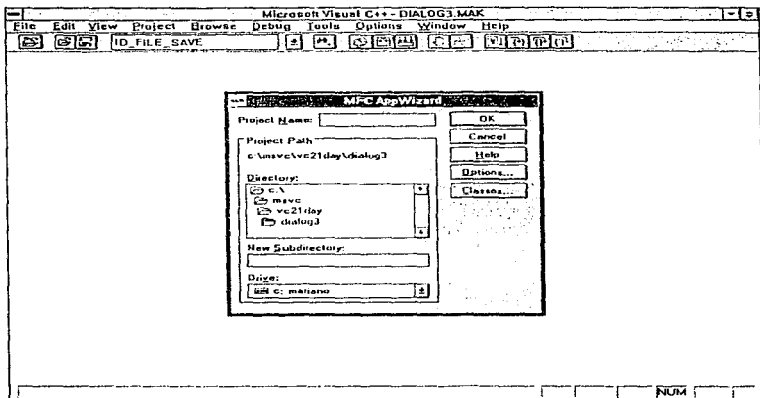 Microsoft Visual C++ - DIALOG3.MAK
File Edit View Project Browse Debug Tools Options Window Help
ID_FILE_SAVE
MFC AppWizard
Project Name:
OK
Project Path
Cancel
c:\msvc\vc21day\dialog3
Help
Directory:
Options...
c:\
Classes...
msvc
vc21day
dialog3
New Subdirectory:
Drive:
c: mariano
NUM